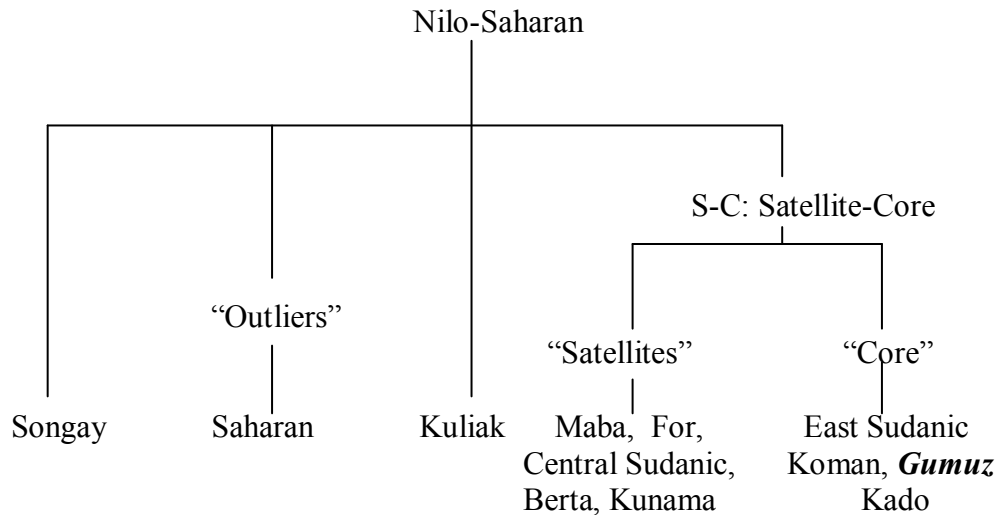 Nilo-Saharan
S-C: Satellite-Core
“Outliers”
“Satellites” “Core”
Songay Saharan Kuliak Maba, For, East Sudanic
Central Sudanic, Koman, Gumuz
Berta, Kunama Kado